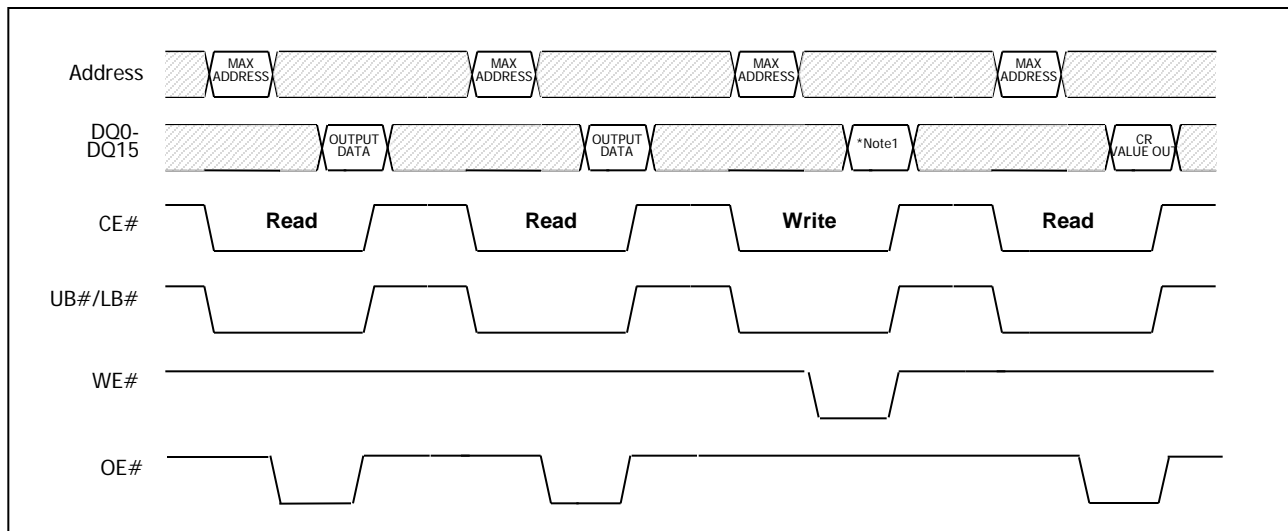 Address
MAX
ADDRESS
MAX
ADDRESS
MAX
ADDRESS
MAX
ADDRESS
DQ0-
DQ15
OUTPUT
DATA
OUTPUT
DATA
*Note1
CR
VALUE OUT
CE#
Read
Read
Write
Read
UB#/LB#
WE#
OE#